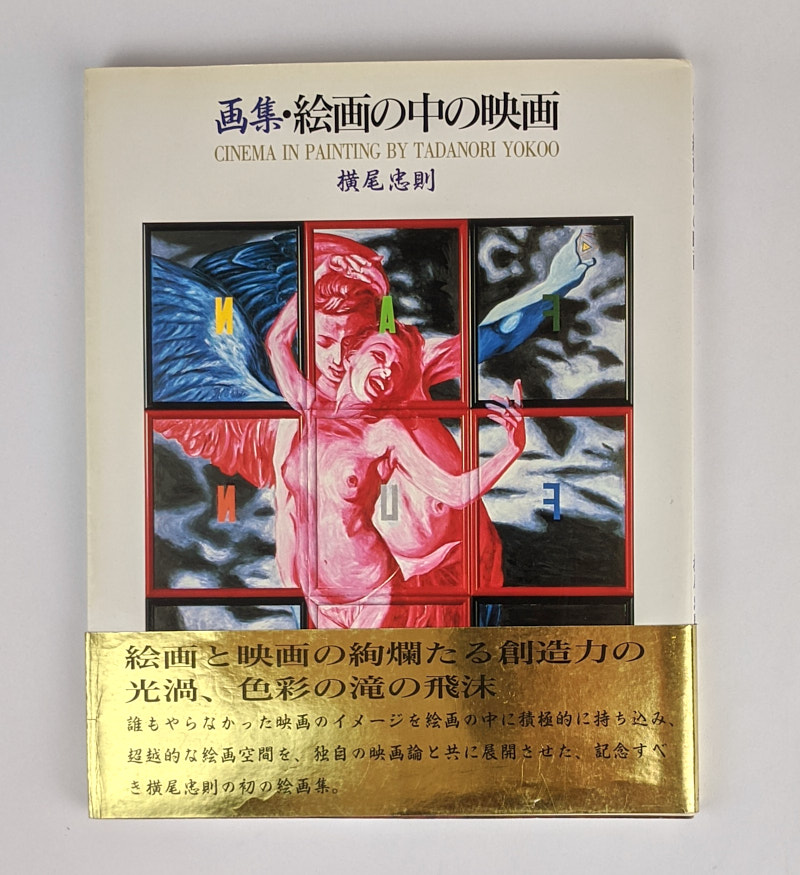 画集・絵画の中の映画
CINEMA IN PAINTING BY TADANORI YOKOO
横尾忠則
N A F
N U F
絵画と映画の絢爛たる創造力の
光渦、色彩の滝の飛沫
誰もやらなかった映画のイメージを絵画の中に積極的に持ち込み、
超越的な絵画空間を、独自の映画論と共に展開させた、記念すべ
き横尾忠則の初の絵画集。